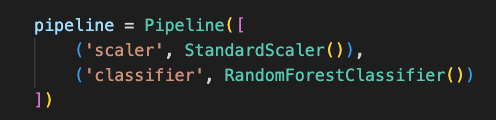 pipeline = Pipeline([
    ('scaler', StandardScaler()),
    ('classifier', RandomForestClassifier())
])